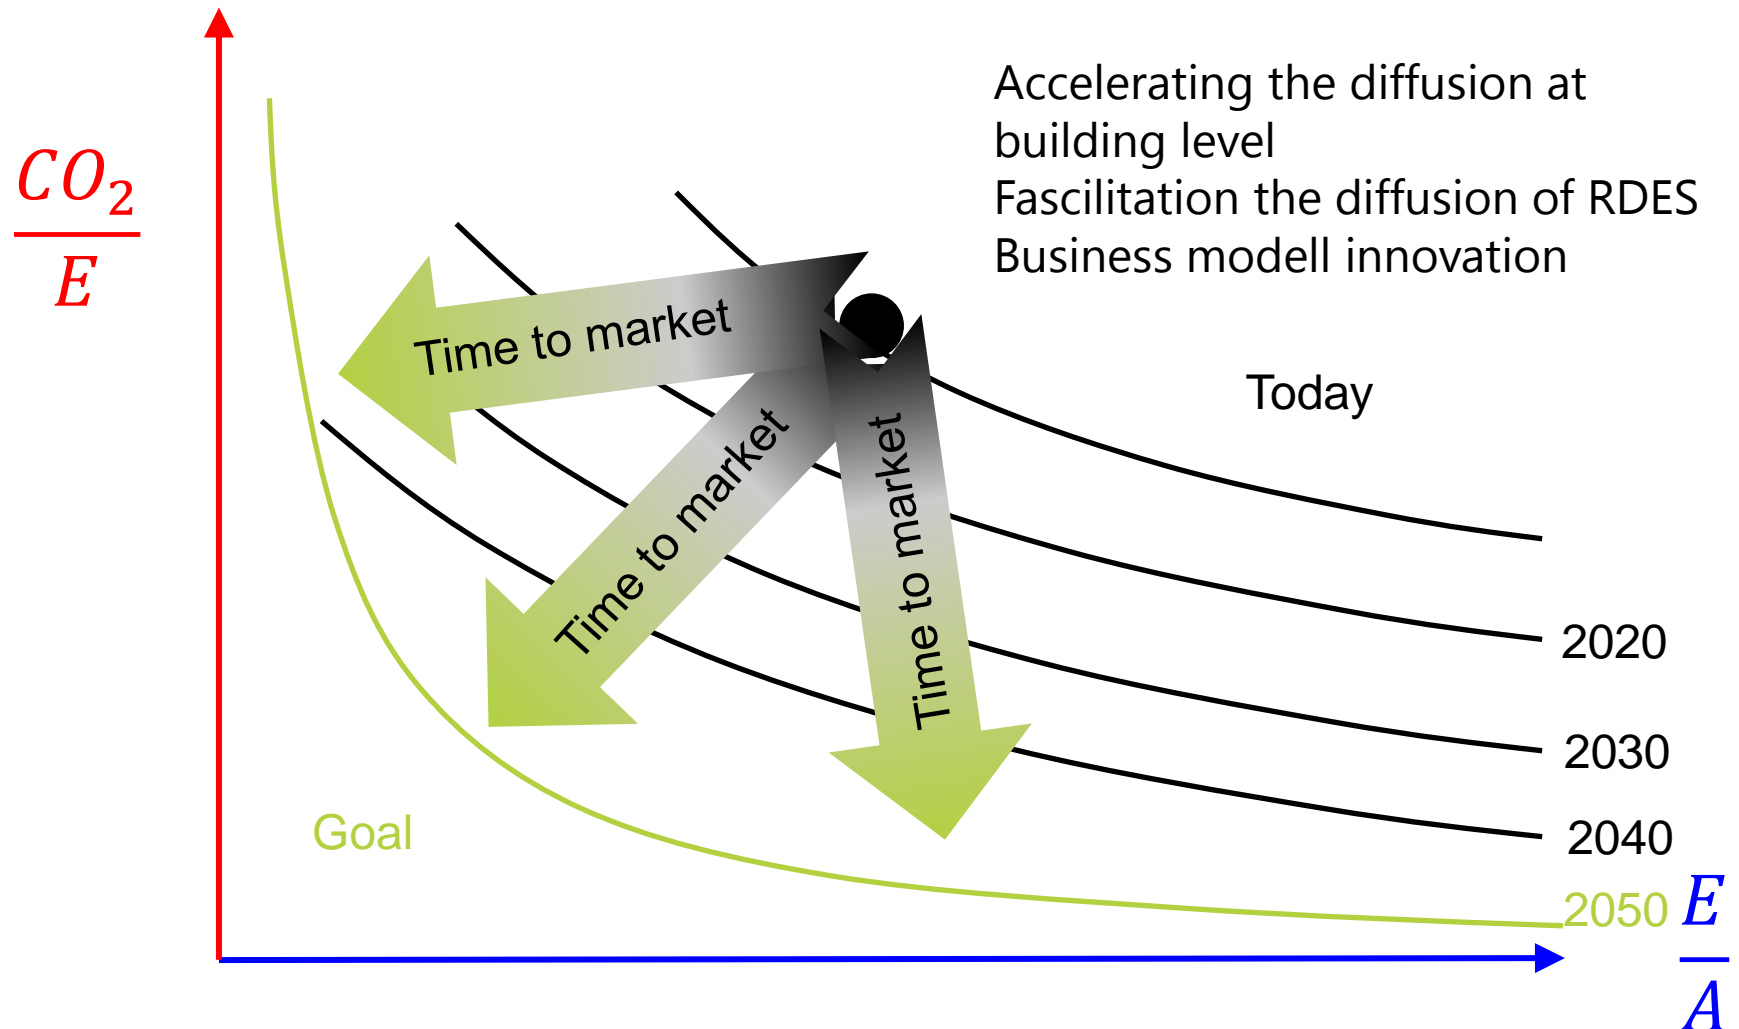 Accelerating the diffusion at
building level
Fascilitation the diffusion of RDES
Business modell innovation
CO₂
E
Time to market
Time to market
Time to market
Today
2020
2030
2040
Goal
2050
E
A